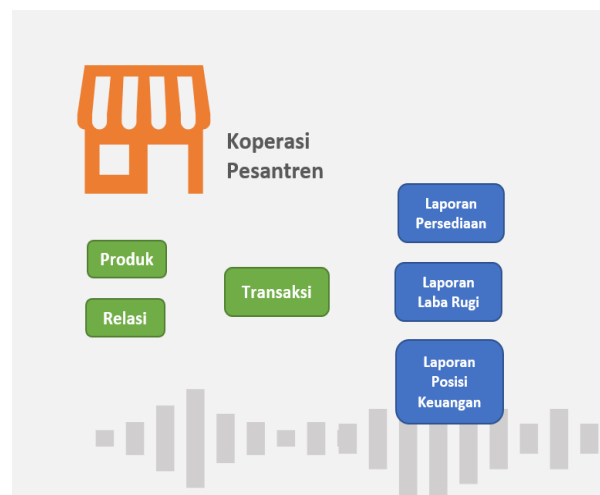 Koperasi
Pesantren
Produk
Relasi
Transaksi
Laporan
Persediaan
Laporan
Laba Rugi
Laporan
Posisi
Keuangan